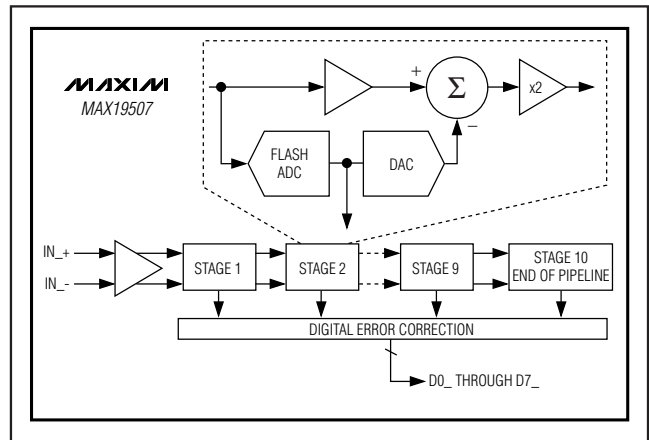 MAXIM
MAX19507
+
Σ
x2
−
FLASH
ADC
DAC
IN_+
IN_-
STAGE 1
STAGE 2
STAGE 9
STAGE 10
END OF PIPELINE
DIGITAL ERROR CORRECTION
D0_ THROUGH D7_